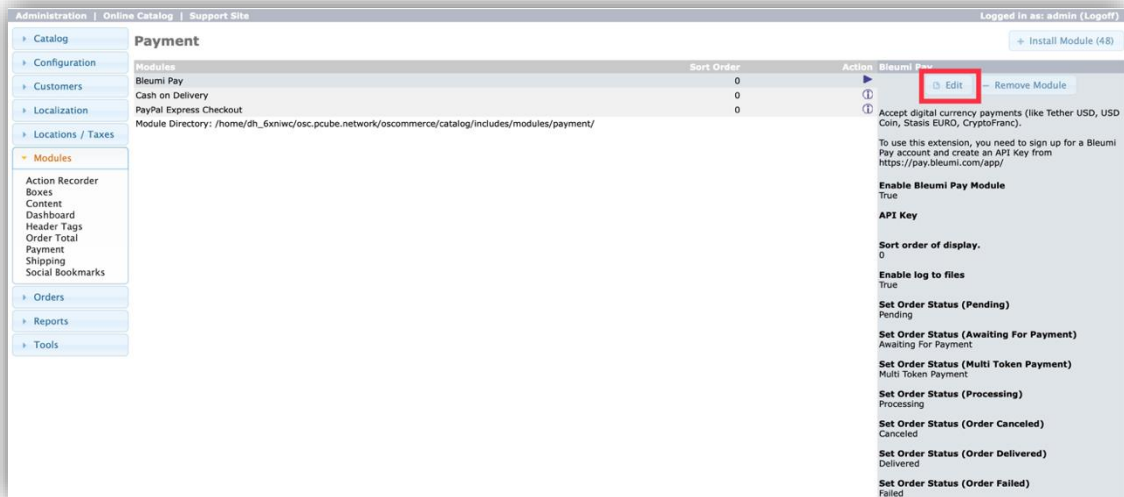 Administration | Online Catalog | Support Site
Logged in as: admin (Logoff)
Catalog
Configuration
Customers
Localization
Locations / Taxes
Modules
Action Recorder
Boxes
Content
Dashboard
Header Tags
Order Total
Payment
Shipping
Social Bookmarks
Orders
Reports
Tools
Payment
+ Install Module (48)
Modules Sort Order Action
Bleumi Pay 0
Cash on Delivery 0
PayPal Express Checkout 0
Module Directory: /home/dh_6xniwc/osc.pcube.network/oscommerce/catalog/includes/modules/payment/
Bleumi Pay
Edit
− Remove Module
Accept digital currency payments (like Tether USD, USD
Coin, Stasis EURO, CryptoFranc).
To use this extension, you need to sign up for a Bleumi
Pay account and create an API Key from
https://pay.bleumi.com/app/
Enable Bleumi Pay Module
True
API Key
Sort order of display.
0
Enable log to files
True
Set Order Status (Pending)
Pending
Set Order Status (Awaiting For Payment)
Awaiting For Payment
Set Order Status (Multi Token Payment)
Multi Token Payment
Set Order Status (Processing)
Processing
Set Order Status (Order Canceled)
Canceled
Set Order Status (Order Delivered)
Delivered
Set Order Status (Order Failed)
Failed